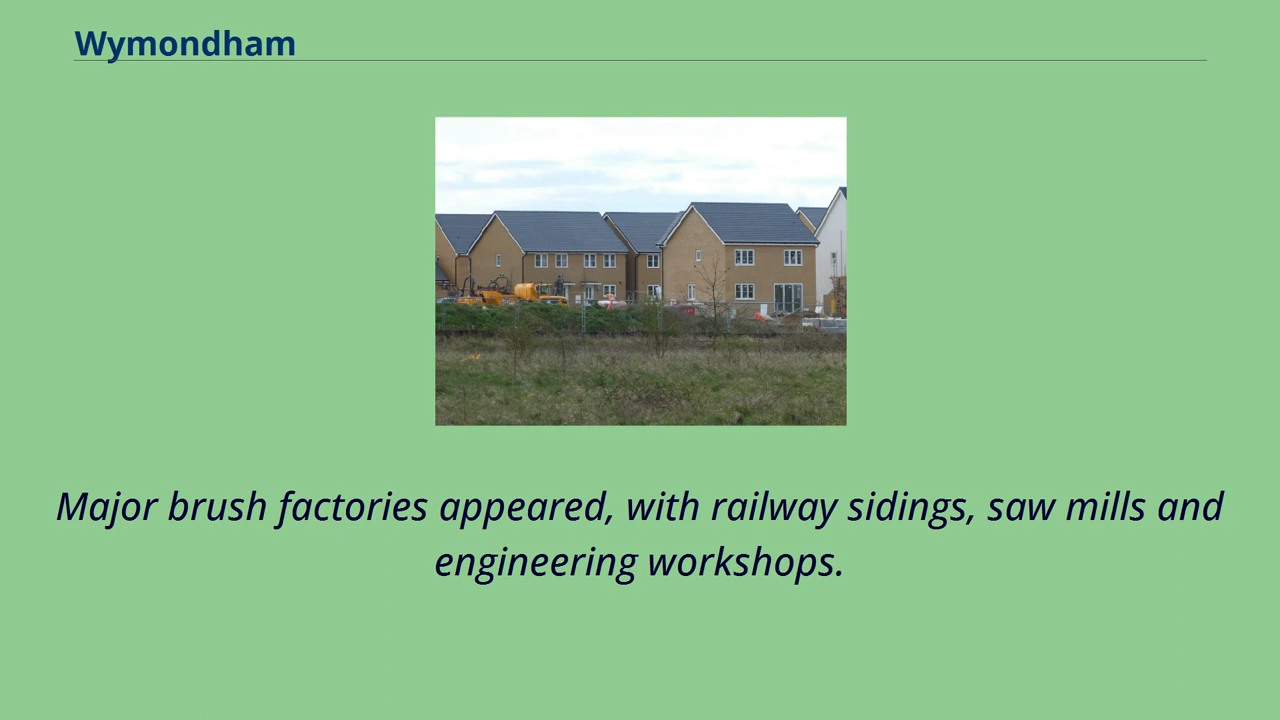 Wymondham
Major brush factories appeared, with railway sidings, saw mills and
engineering workshops.